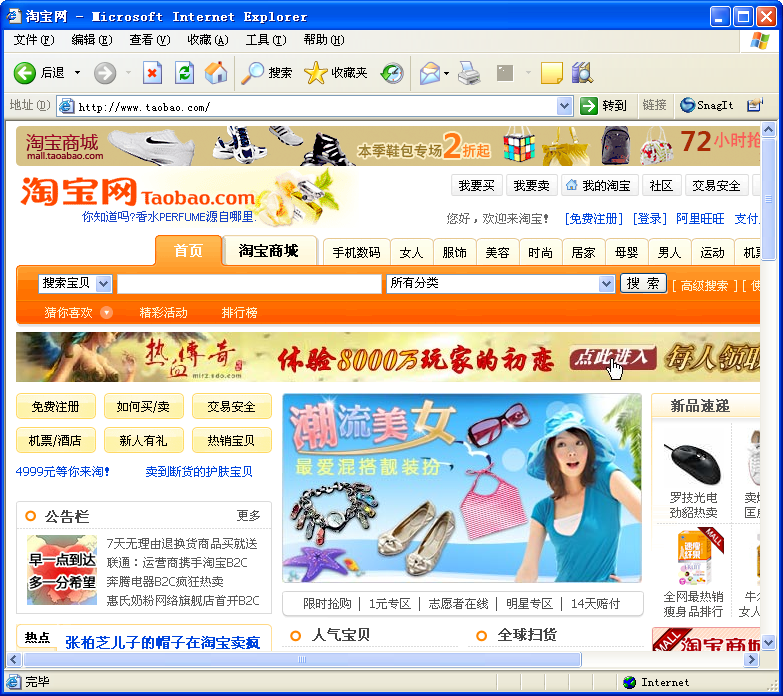 淘宝网 - Microsoft Internet Explorer
文件(F) 编辑(E) 查看(V) 收藏(A) 工具(T) 帮助(H)
后退 搜索 收藏夹
地址(D) http://www.taobao.com/ 转到 链接 SnagIt
淘宝商城 本季鞋包专场2折起 72小时抢
mall.taoabao.com
淘宝网 Taobao.com
我要买 我要卖 我的淘宝 社区 交易安全
你知道吗?香水PERFUME源自哪里.
您好，欢迎来淘宝! [免费注册] [登录] 阿里旺旺 支付
首页 淘宝商城 手机数码 女人 服饰 美容 时尚 居家 母婴 男人 运动 机票
搜索宝贝 所有分类 搜 索 [ 高级搜索 ] [ 使
猜你喜欢 精彩活动 排行榜
热血传奇 体验8000万玩家的初恋 点此进入 每人领取
mir2.sdo.com
免费注册 如何买/卖 交易安全
机票/酒店 新人有礼 热销宝贝
4999元等你来淘! 卖到断货的护肤宝贝
公告栏 更多
早一点到达
多一分希望
7天无理由退换货商品买就送
联通：运营商携手淘宝B2C
奔腾电器B2C疯狂热卖
惠氏奶粉网络旗舰店首开B2C
热点 张柏芝儿子的帽子在淘宝卖疯
潮流美女
最爱混搭靓装扮
限时抢购 | 1元专区 | 志愿者在线 | 明星专区 | 14天赔付
人气宝贝 全球扫货
新品速递
罗技光电 卖
劲貂热卖 匡
MALL
全网最热销 牛
瘦身品排行 女人
MALL 淘宝商城
完毕 Internet